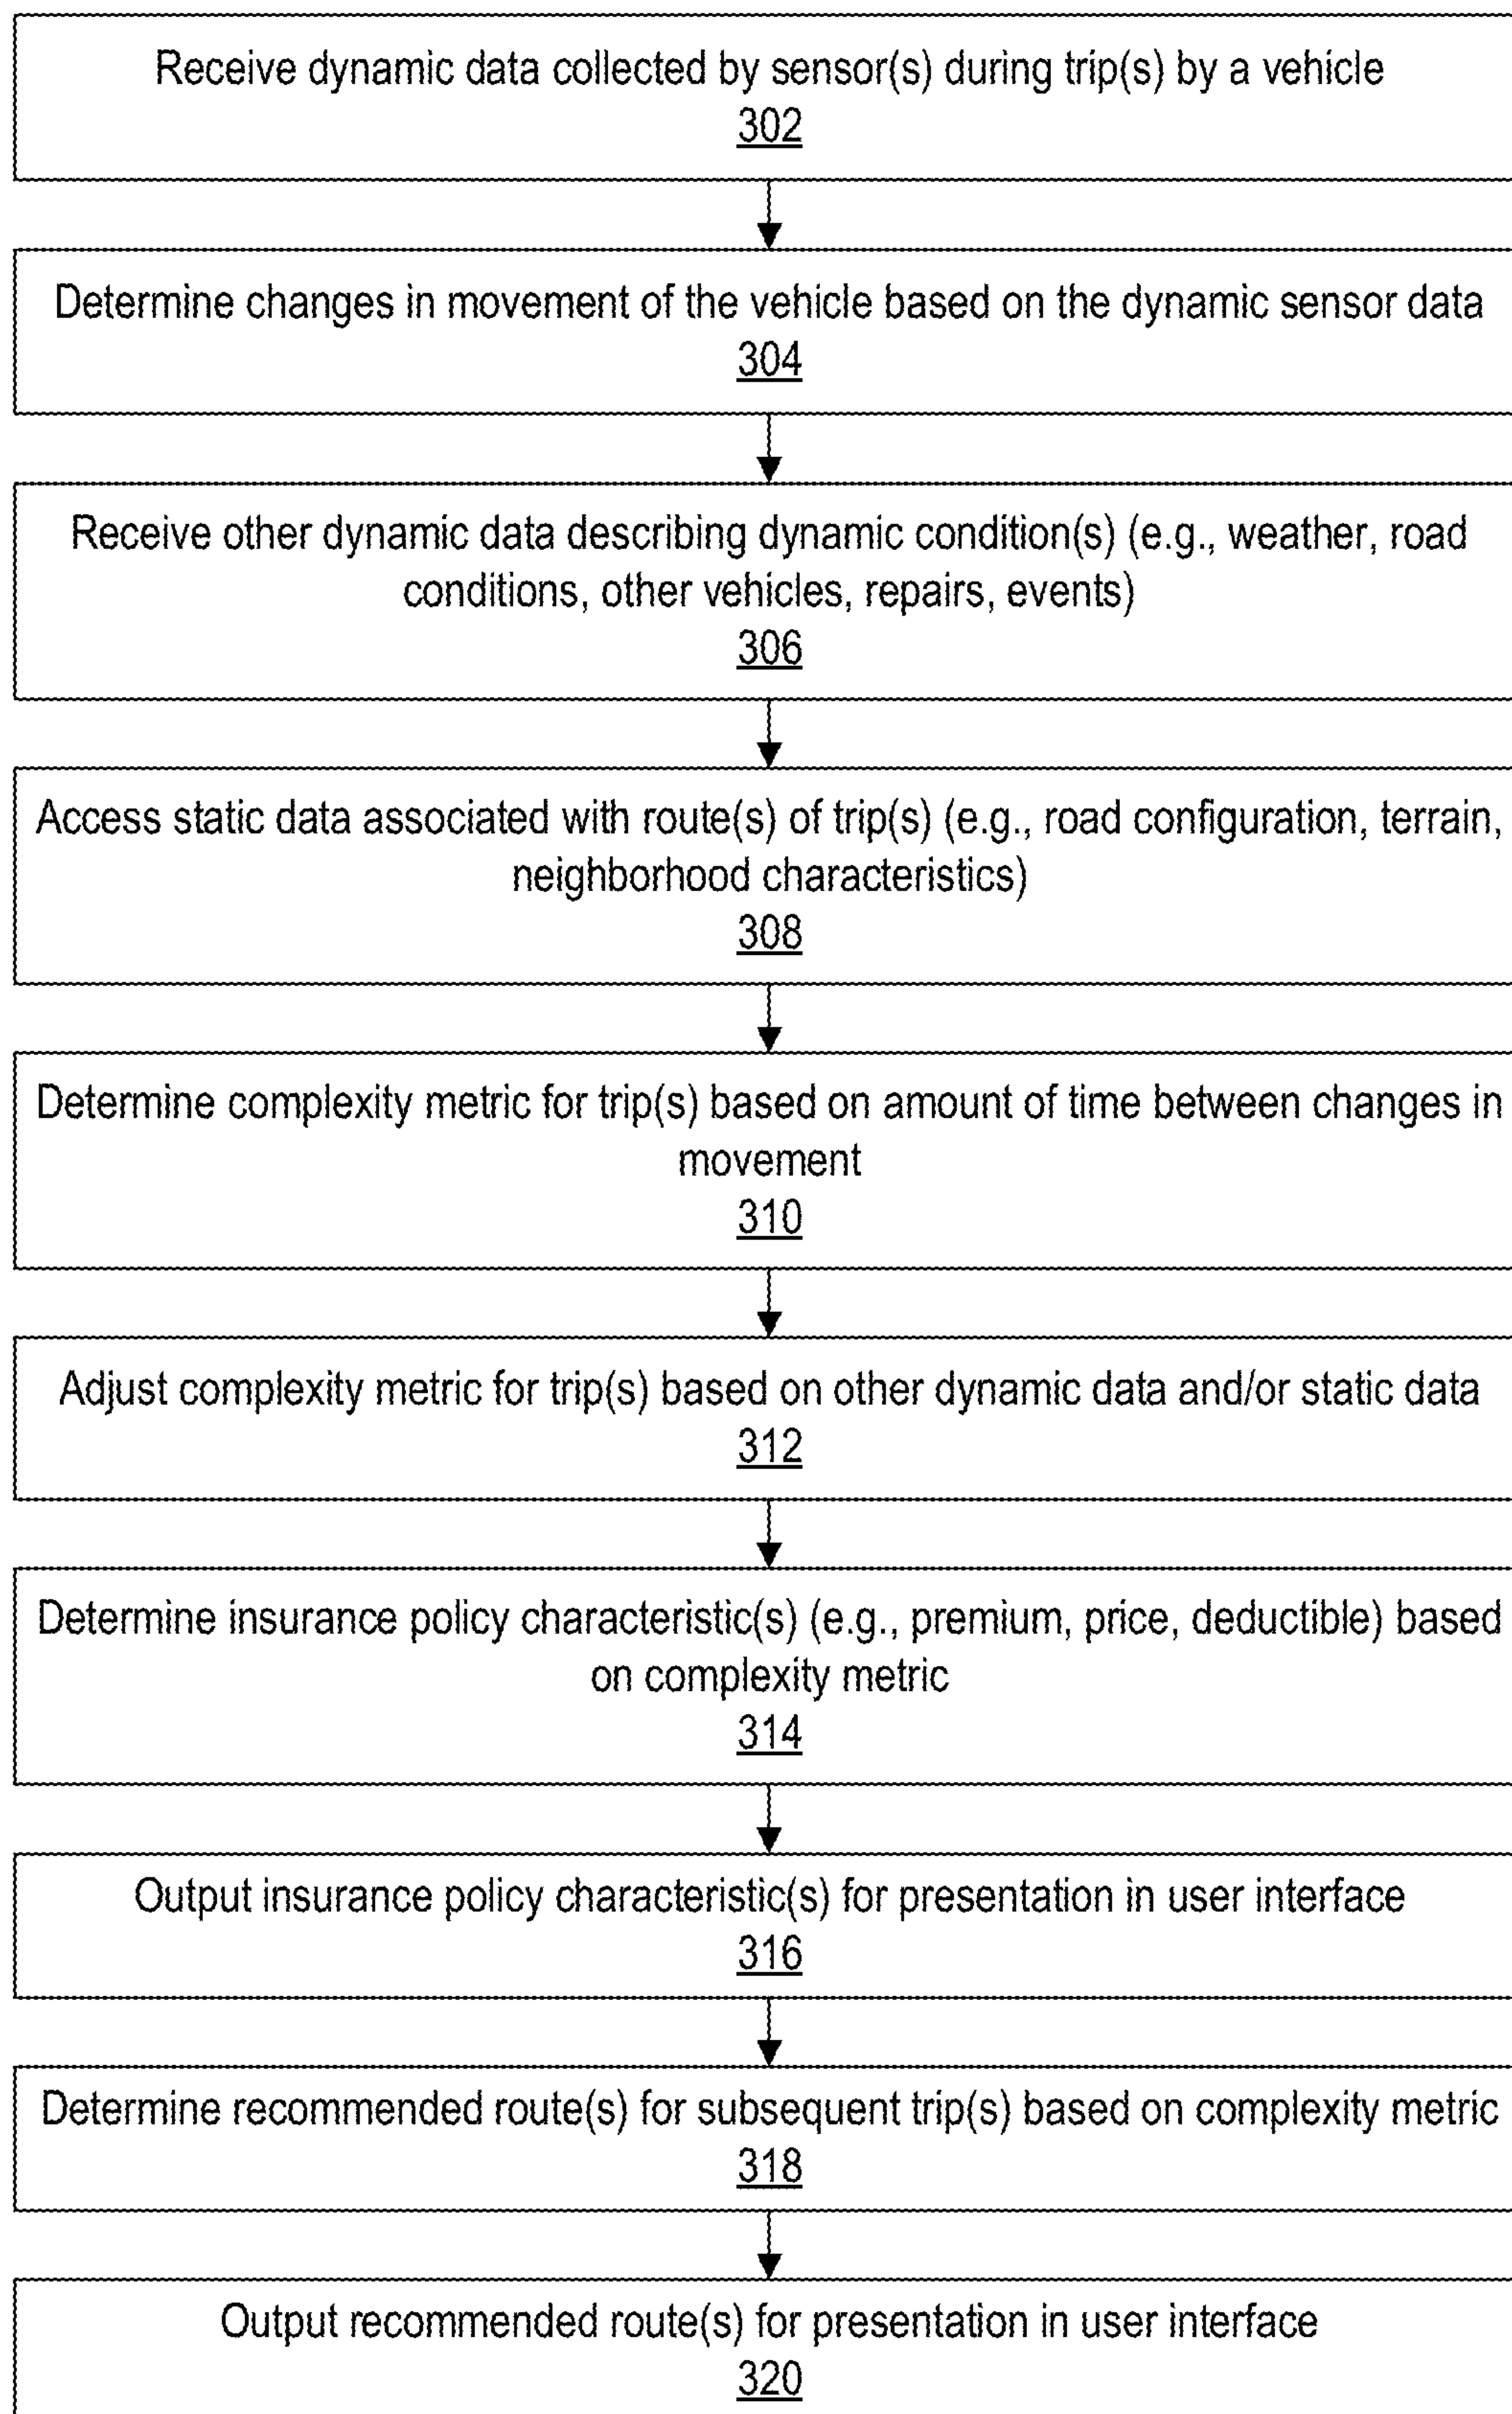 Receive dynamic data collected by sensor(s) during trip(s) by a vehicle
302
Determine changes in movement of the vehicle based on the dynamic sensor data
304
Receive other dynamic data describing dynamic condition(s) (e.g., weather, road
conditions, other vehicles, repairs, events)
306
Access static data associated with route(s) of trip(s) (e.g., road configuration, terrain,
neighborhood characteristics)
308
Determine complexity metric for trip(s) based on amount of time between changes in
movement
310
Adjust complexity metric for trip(s) based on other dynamic data and/or static data
312
Determine insurance policy characteristic(s) (e.g., premium, price, deductible) based
on complexity metric
314
Output insurance policy characteristic(s) for presentation in user interface
316
Determine recommended route(s) for subsequent trip(s) based on complexity metric
318
Output recommended route(s) for presentation in user interface
320